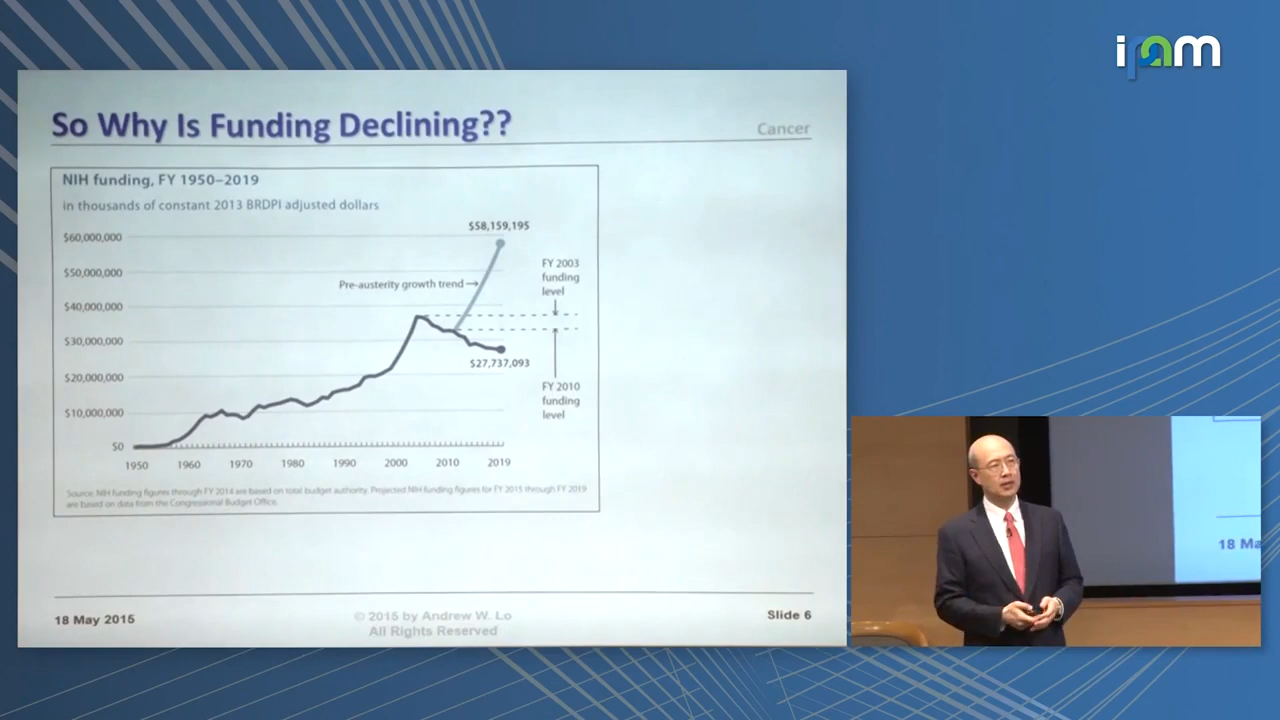 ipam
So Why Is Funding Declining??
Cancer
NIH funding, FY 1950–2019
in thousands of constant 2013 BRDPI adjusted dollars
$58,159,195
$60,000,000
$50,000,000
$40,000,000
$30,000,000
$20,000,000
$10,000,000
$0
Pre-austerity growth trend
FY 2003
funding
level
$27,737,093
FY 2010
funding
level
1950 1960 1970 1980 1990 2000 2010 2019
Source: NIH funding figures through FY 2014 are based on total budget authority. Projected NIH funding figures for FY 2015 through FY 2019
are based on data from the Congressional Budget Office.
18 May 2015
© 2015 by Andrew W. Lo
All Rights Reserved
Slide 6
18 Ma